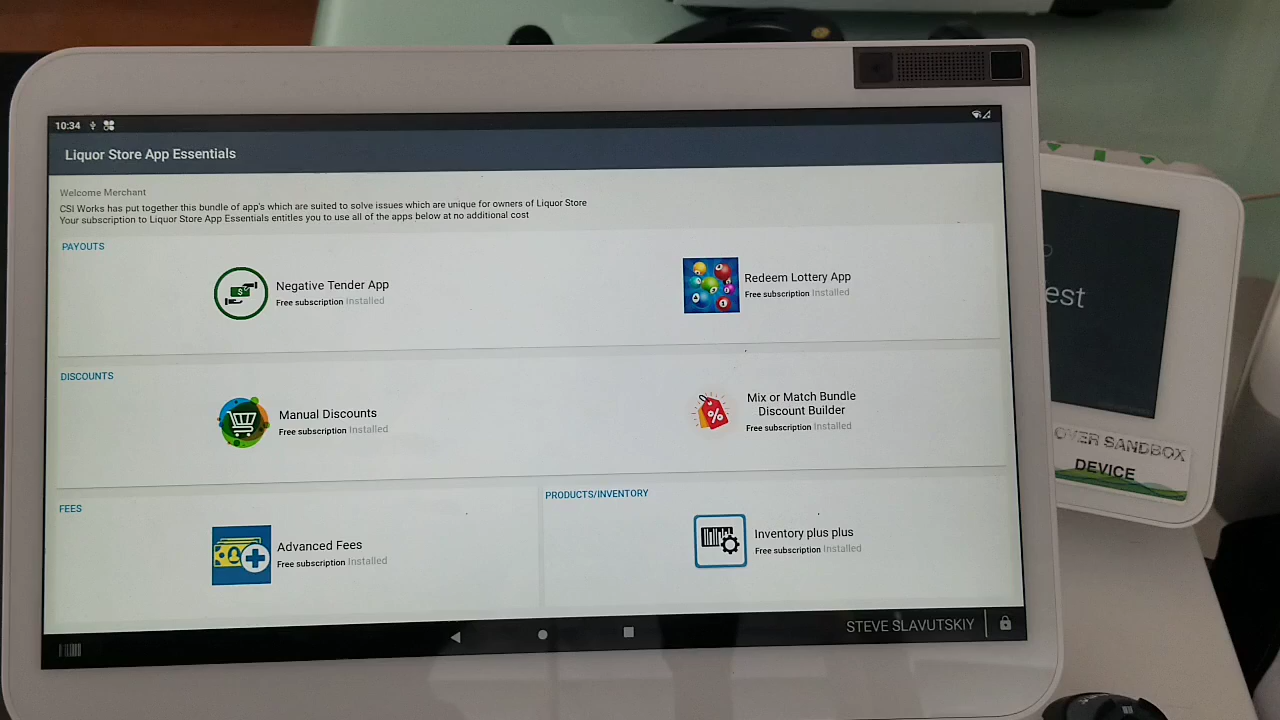 10:34
Liquor Store App Essentials
Welcome Merchant
CSI Works has put together this bundle of app's which are suited to solve issues which are unique for owners of Liquor Store
Your subscription to Liquor Store App Essentials entitles you to use all of the apps below at no additional cost
PAYOUTS
Negative Tender App
Free subscription Installed
Redeem Lottery App
Free subscription Installed
DISCOUNTS
Manual Discounts
Free subscription Installed
Mix or Match Bundle
Discount Builder
Free subscription Installed
FEES
Advanced Fees
Free subscription Installed
PRODUCTS/INVENTORY
Inventory plus plus
Free subscription Installed
STEVE SLAVUTSKIY
est
OVER SANDBOX
DEVICE